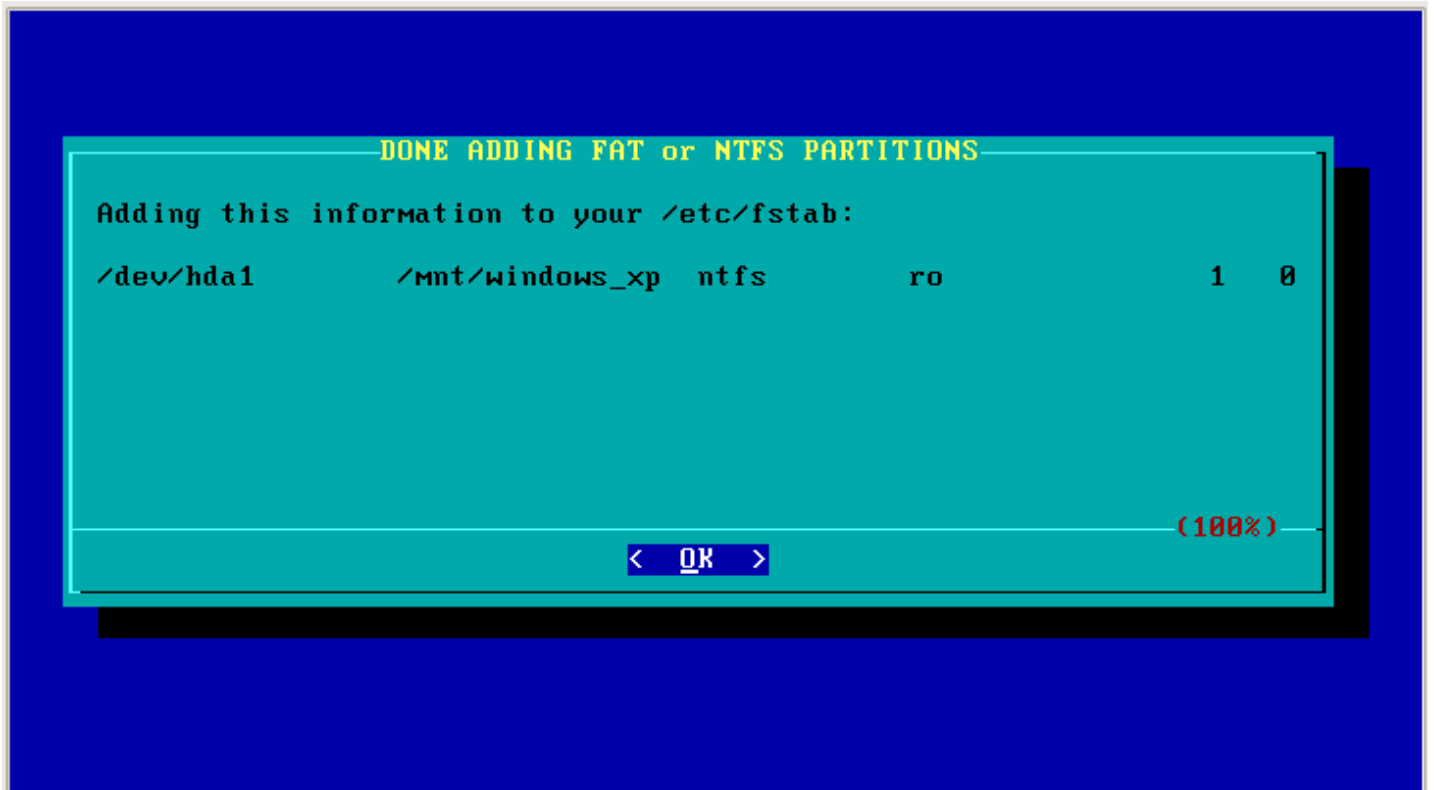 DONE ADDING FAT or NTFS PARTITIONS
Adding this information to your /etc/fstab:
/dev/hda1 /mnt/windows_xp ntfs ro 1 0
(100%)
< OK >